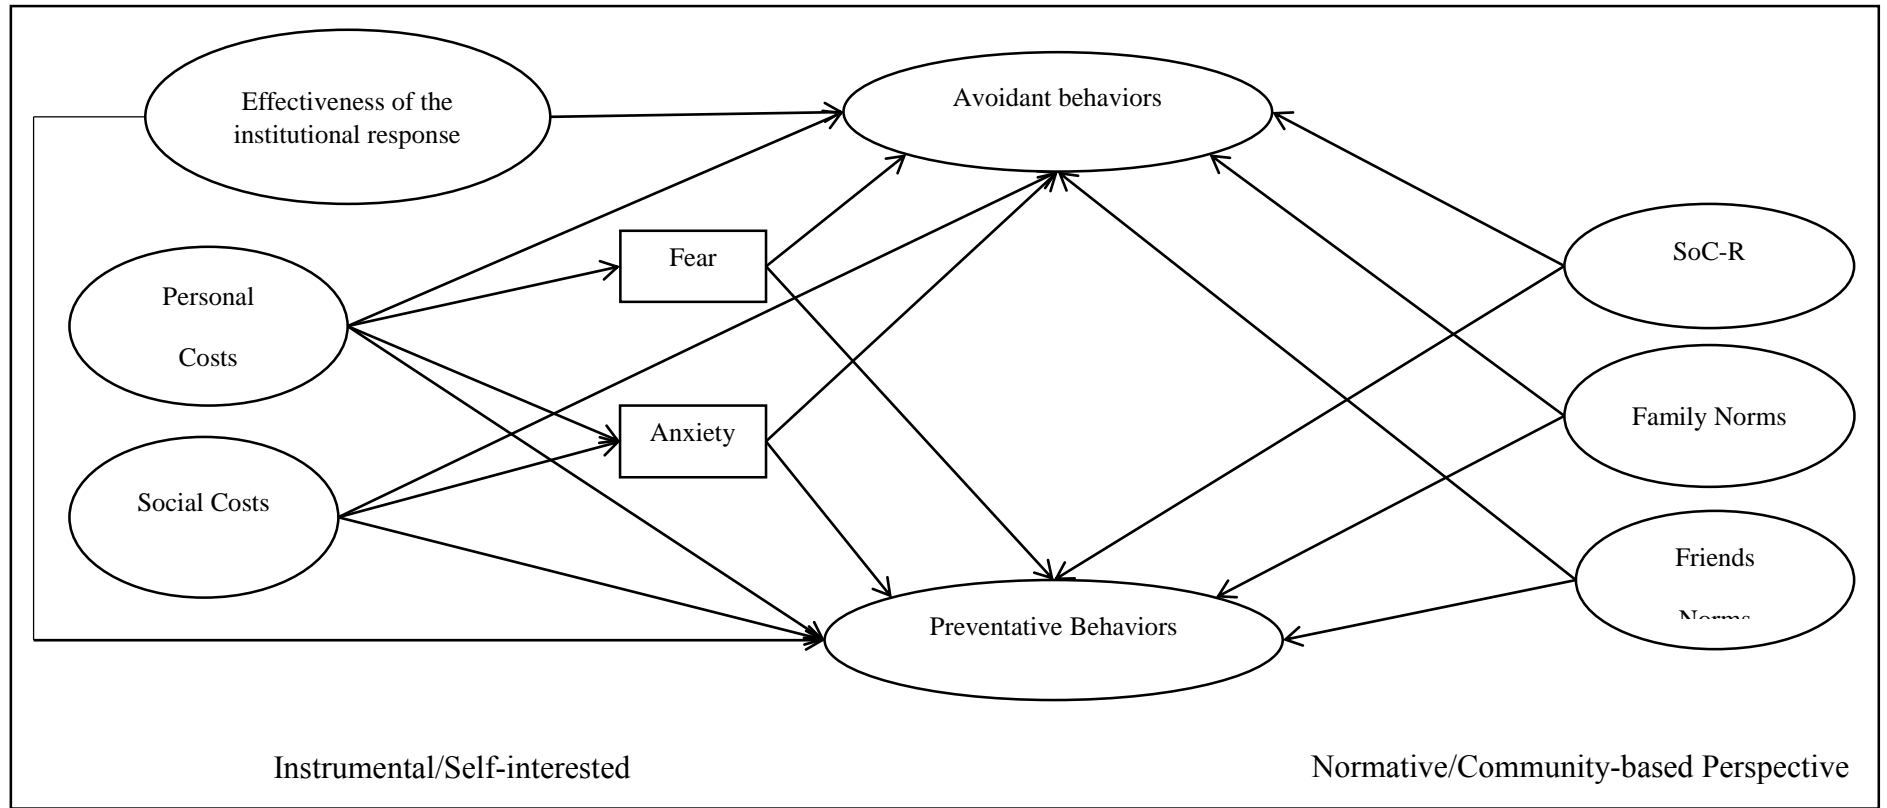 Effectiveness of the
institutional response
Avoidant behaviors
Fear
SoC-R
Personal
Costs
Family Norms
Anxiety
Social Costs
Friends
Norms
Preventative Behaviors
Instrumental/Self-interested
Normative/Community-based Perspective